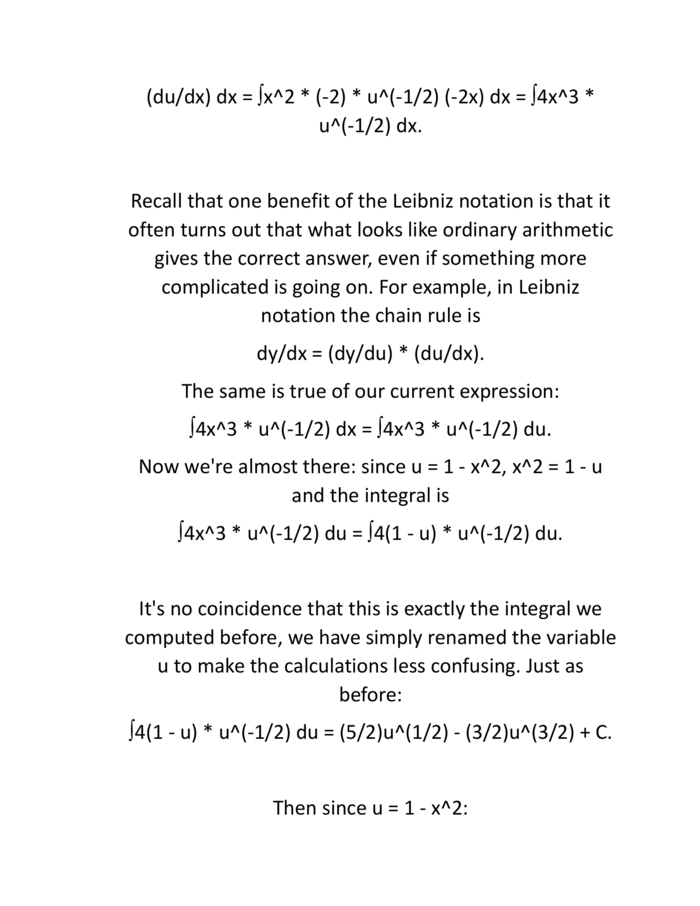 (du/dx) dx = ∫x^2 * (-2) * u^(-1/2) (-2x) dx = ∫4x^3 *
u^(-1/2) dx.
Recall that one benefit of the Leibniz notation is that it
often turns out that what looks like ordinary arithmetic
gives the correct answer, even if something more
complicated is going on. For example, in Leibniz
notation the chain rule is
dy/dx = (dy/du) * (du/dx).
The same is true of our current expression:
∫4x^3 * u^(-1/2) dx = ∫4x^3 * u^(-1/2) du.
Now we're almost there: since u = 1 - x^2, x^2 = 1 - u
and the integral is
∫4x^3 * u^(-1/2) du = ∫4(1 - u) * u^(-1/2) du.
It's no coincidence that this is exactly the integral we
computed before, we have simply renamed the variable
u to make the calculations less confusing. Just as
before:
∫4(1 - u) * u^(-1/2) du = (5/2)u^(1/2) - (3/2)u^(3/2) + C.
Then since u = 1 - x^2: